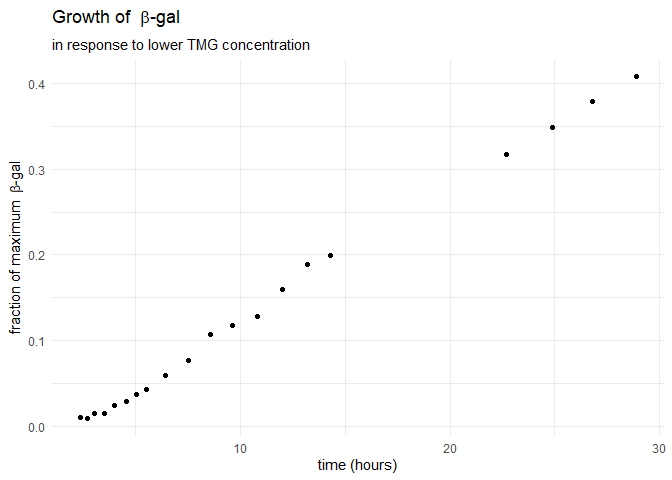 Growth of β-gal
in response to lower TMG concentration
fraction of maximum β-gal
0.4
0.3
0.2
0.1
0.0
10 20 30
time (hours)